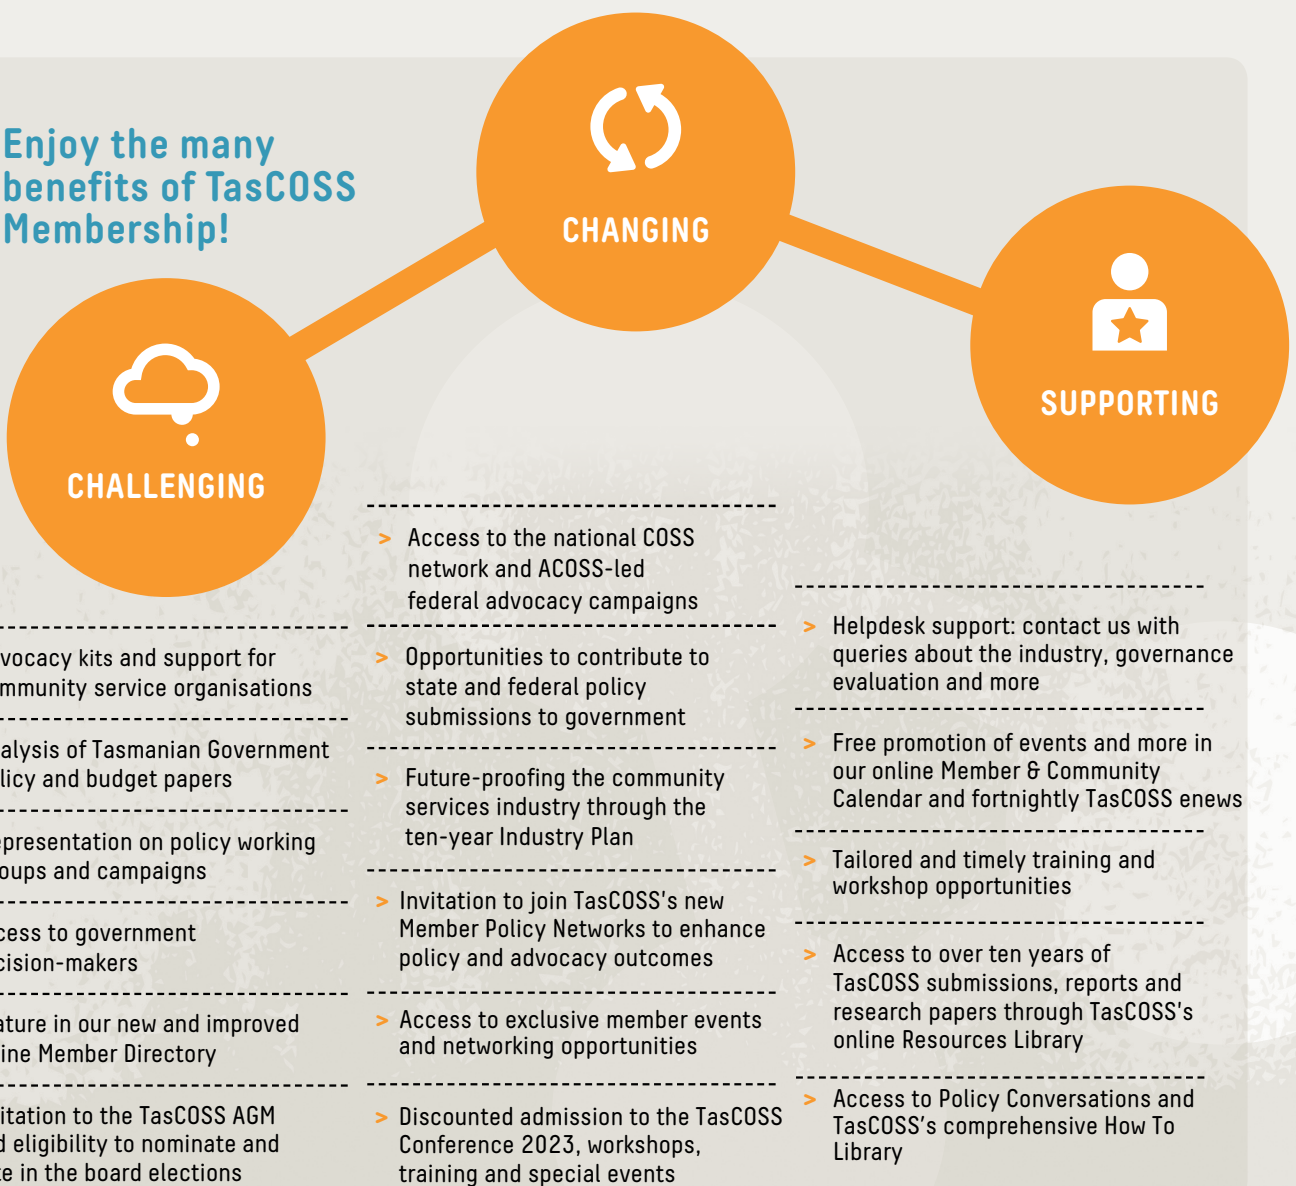 Enjoy the many
benefits of TasCOSS
Membership!
CHALLENGING
vocacy kits and support for
mmunity service organisations
alysis of Tasmanian Government
licy and budget papers
epresentation on policy working
oups and campaigns
cess to government
cision-makers
ature in our new and improved
line Member Directory
itation to the TasCOSS AGM
d eligibility to nominate and
te in the board elections
CHANGING
> Access to the national COSS
network and ACOSS-led
federal advocacy campaigns
> Opportunities to contribute to
state and federal policy
submissions to government
> Future-proofing the community
services industry through the
ten-year Industry Plan
> Invitation to join TasCOSS's new
Member Policy Networks to enhance
policy and advocacy outcomes
> Access to exclusive member events
and networking opportunities
> Discounted admission to the TasCOSS
Conference 2023, workshops,
training and special events
SUPPORTING
> Helpdesk support: contact us with
queries about the industry, governance
evaluation and more
> Free promotion of events and more in
our online Member & Community
Calendar and fortnightly TasCOSS enews
> Tailored and timely training and
workshop opportunities
> Access to over ten years of
TasCOSS submissions, reports and
research papers through TasCOSS's
online Resources Library
> Access to Policy Conversations and
TasCOSS's comprehensive How To
Library